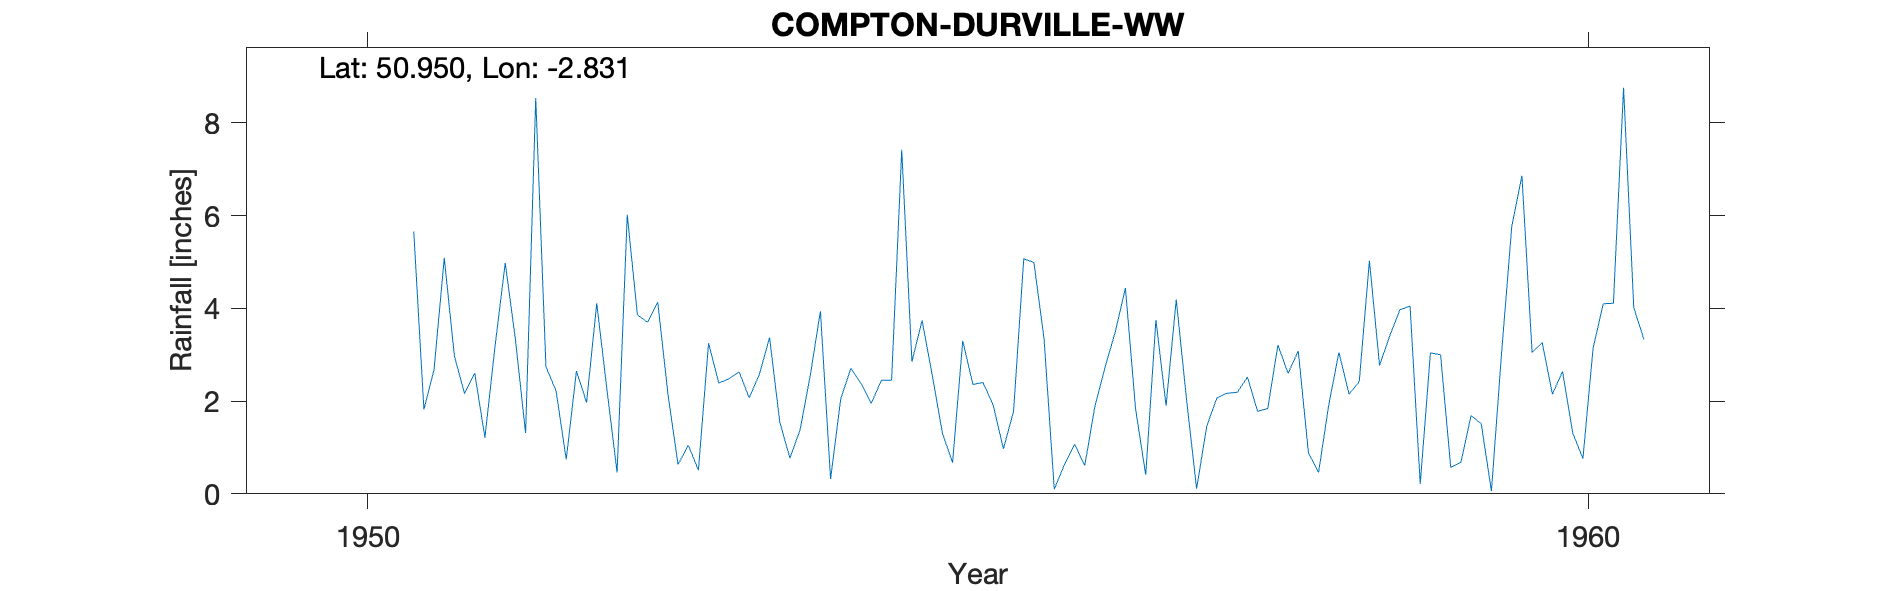 COMPTON-DURVILLE-WW
Lat: 50.950, Lon: -2.831
8
6
4
2
0
Rainfall [inches]
1950
1960
Year